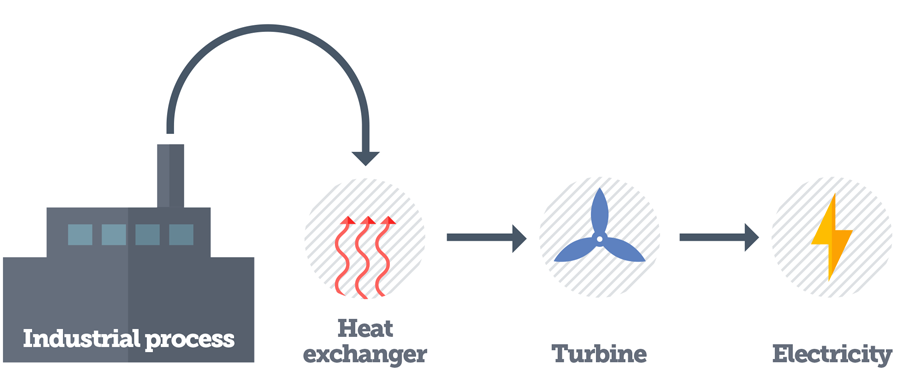 Industrial process
Heat
exchanger
Turbine
Electricity